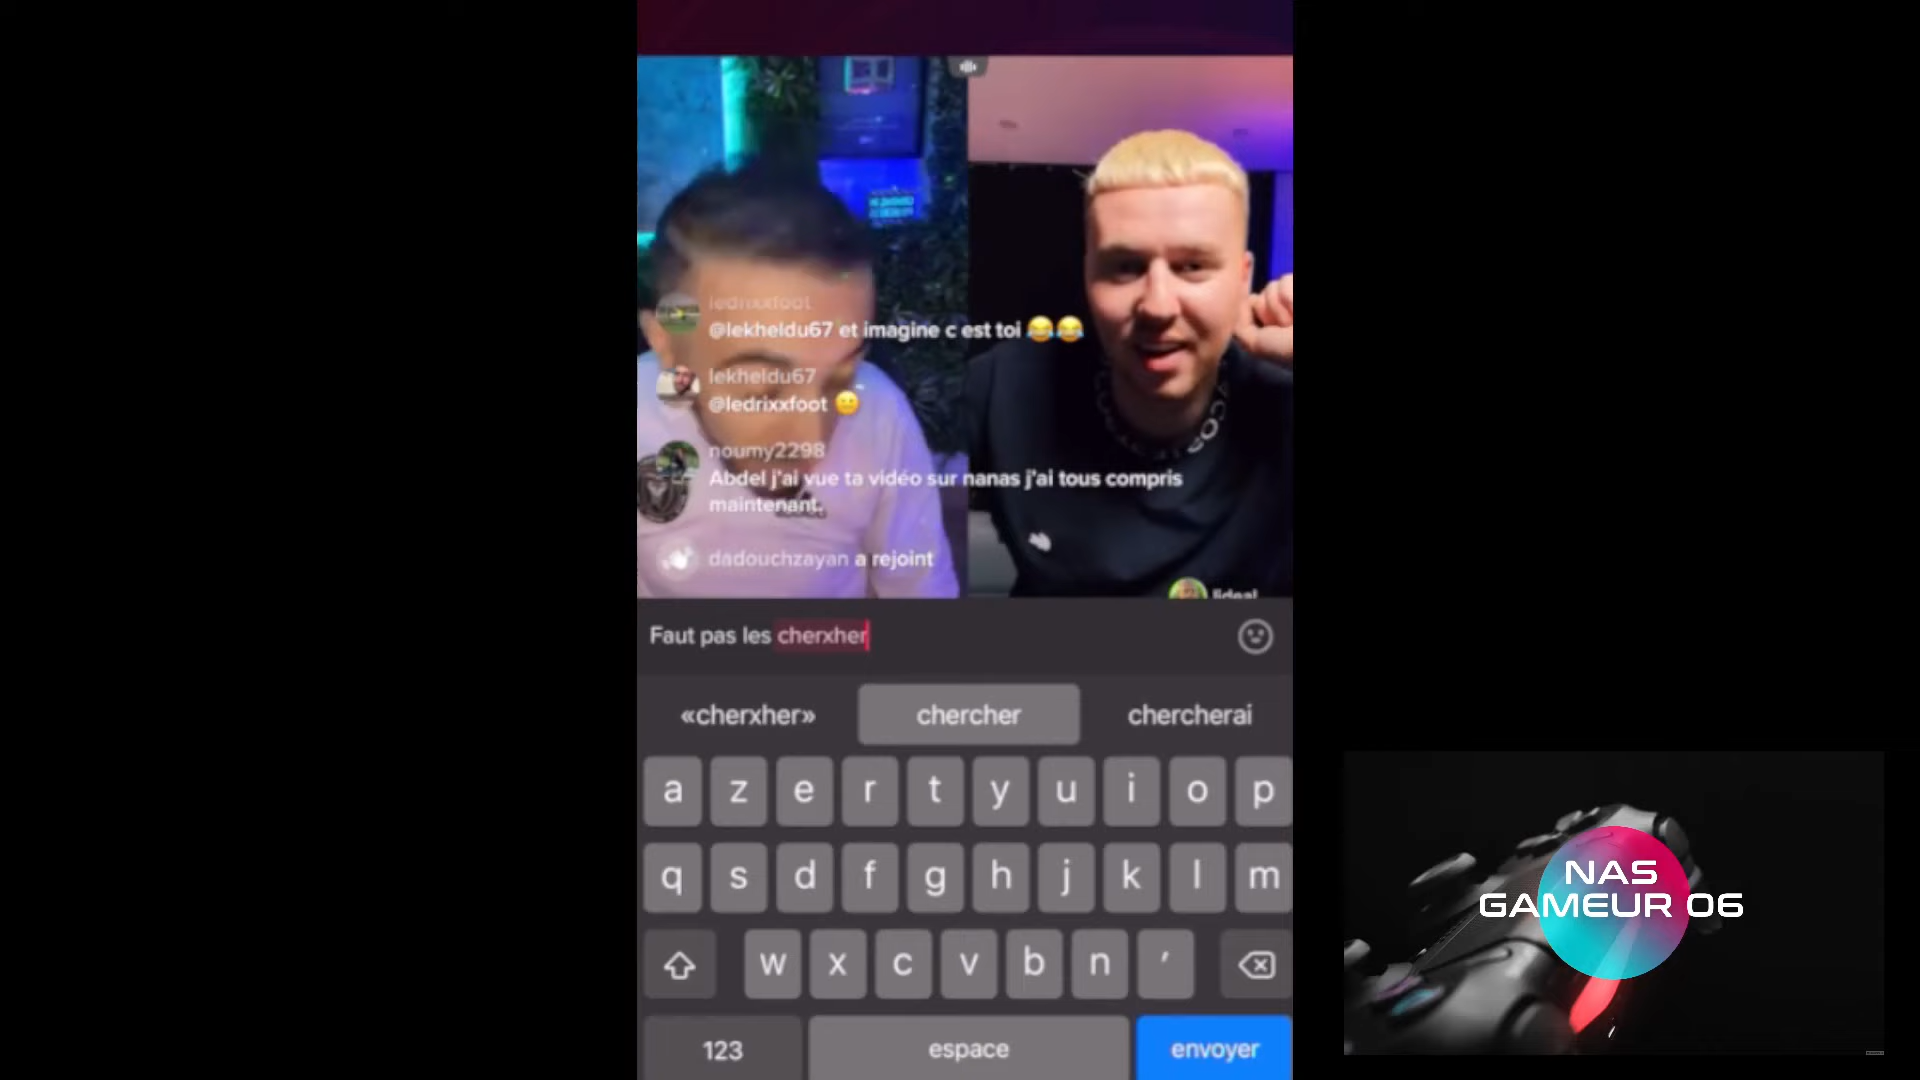 ledrixxfoot
@lekheldu67 et imagine c est toi 😂😂
lekheldu67
@ledrixxfoot 😐
noumy2298
Abdel j'ai vue ta vidéo sur nanas j'ai tous compris
maintenant.
dadouchzayan a rejoint
lideal
Faut pas les cherxher
«cherxher» chercher chercherai
a z e r t y u i o p
q s d f g h j k l m
w x c v b n ’
123 espace envoyer
NAS
GAMEUR 06